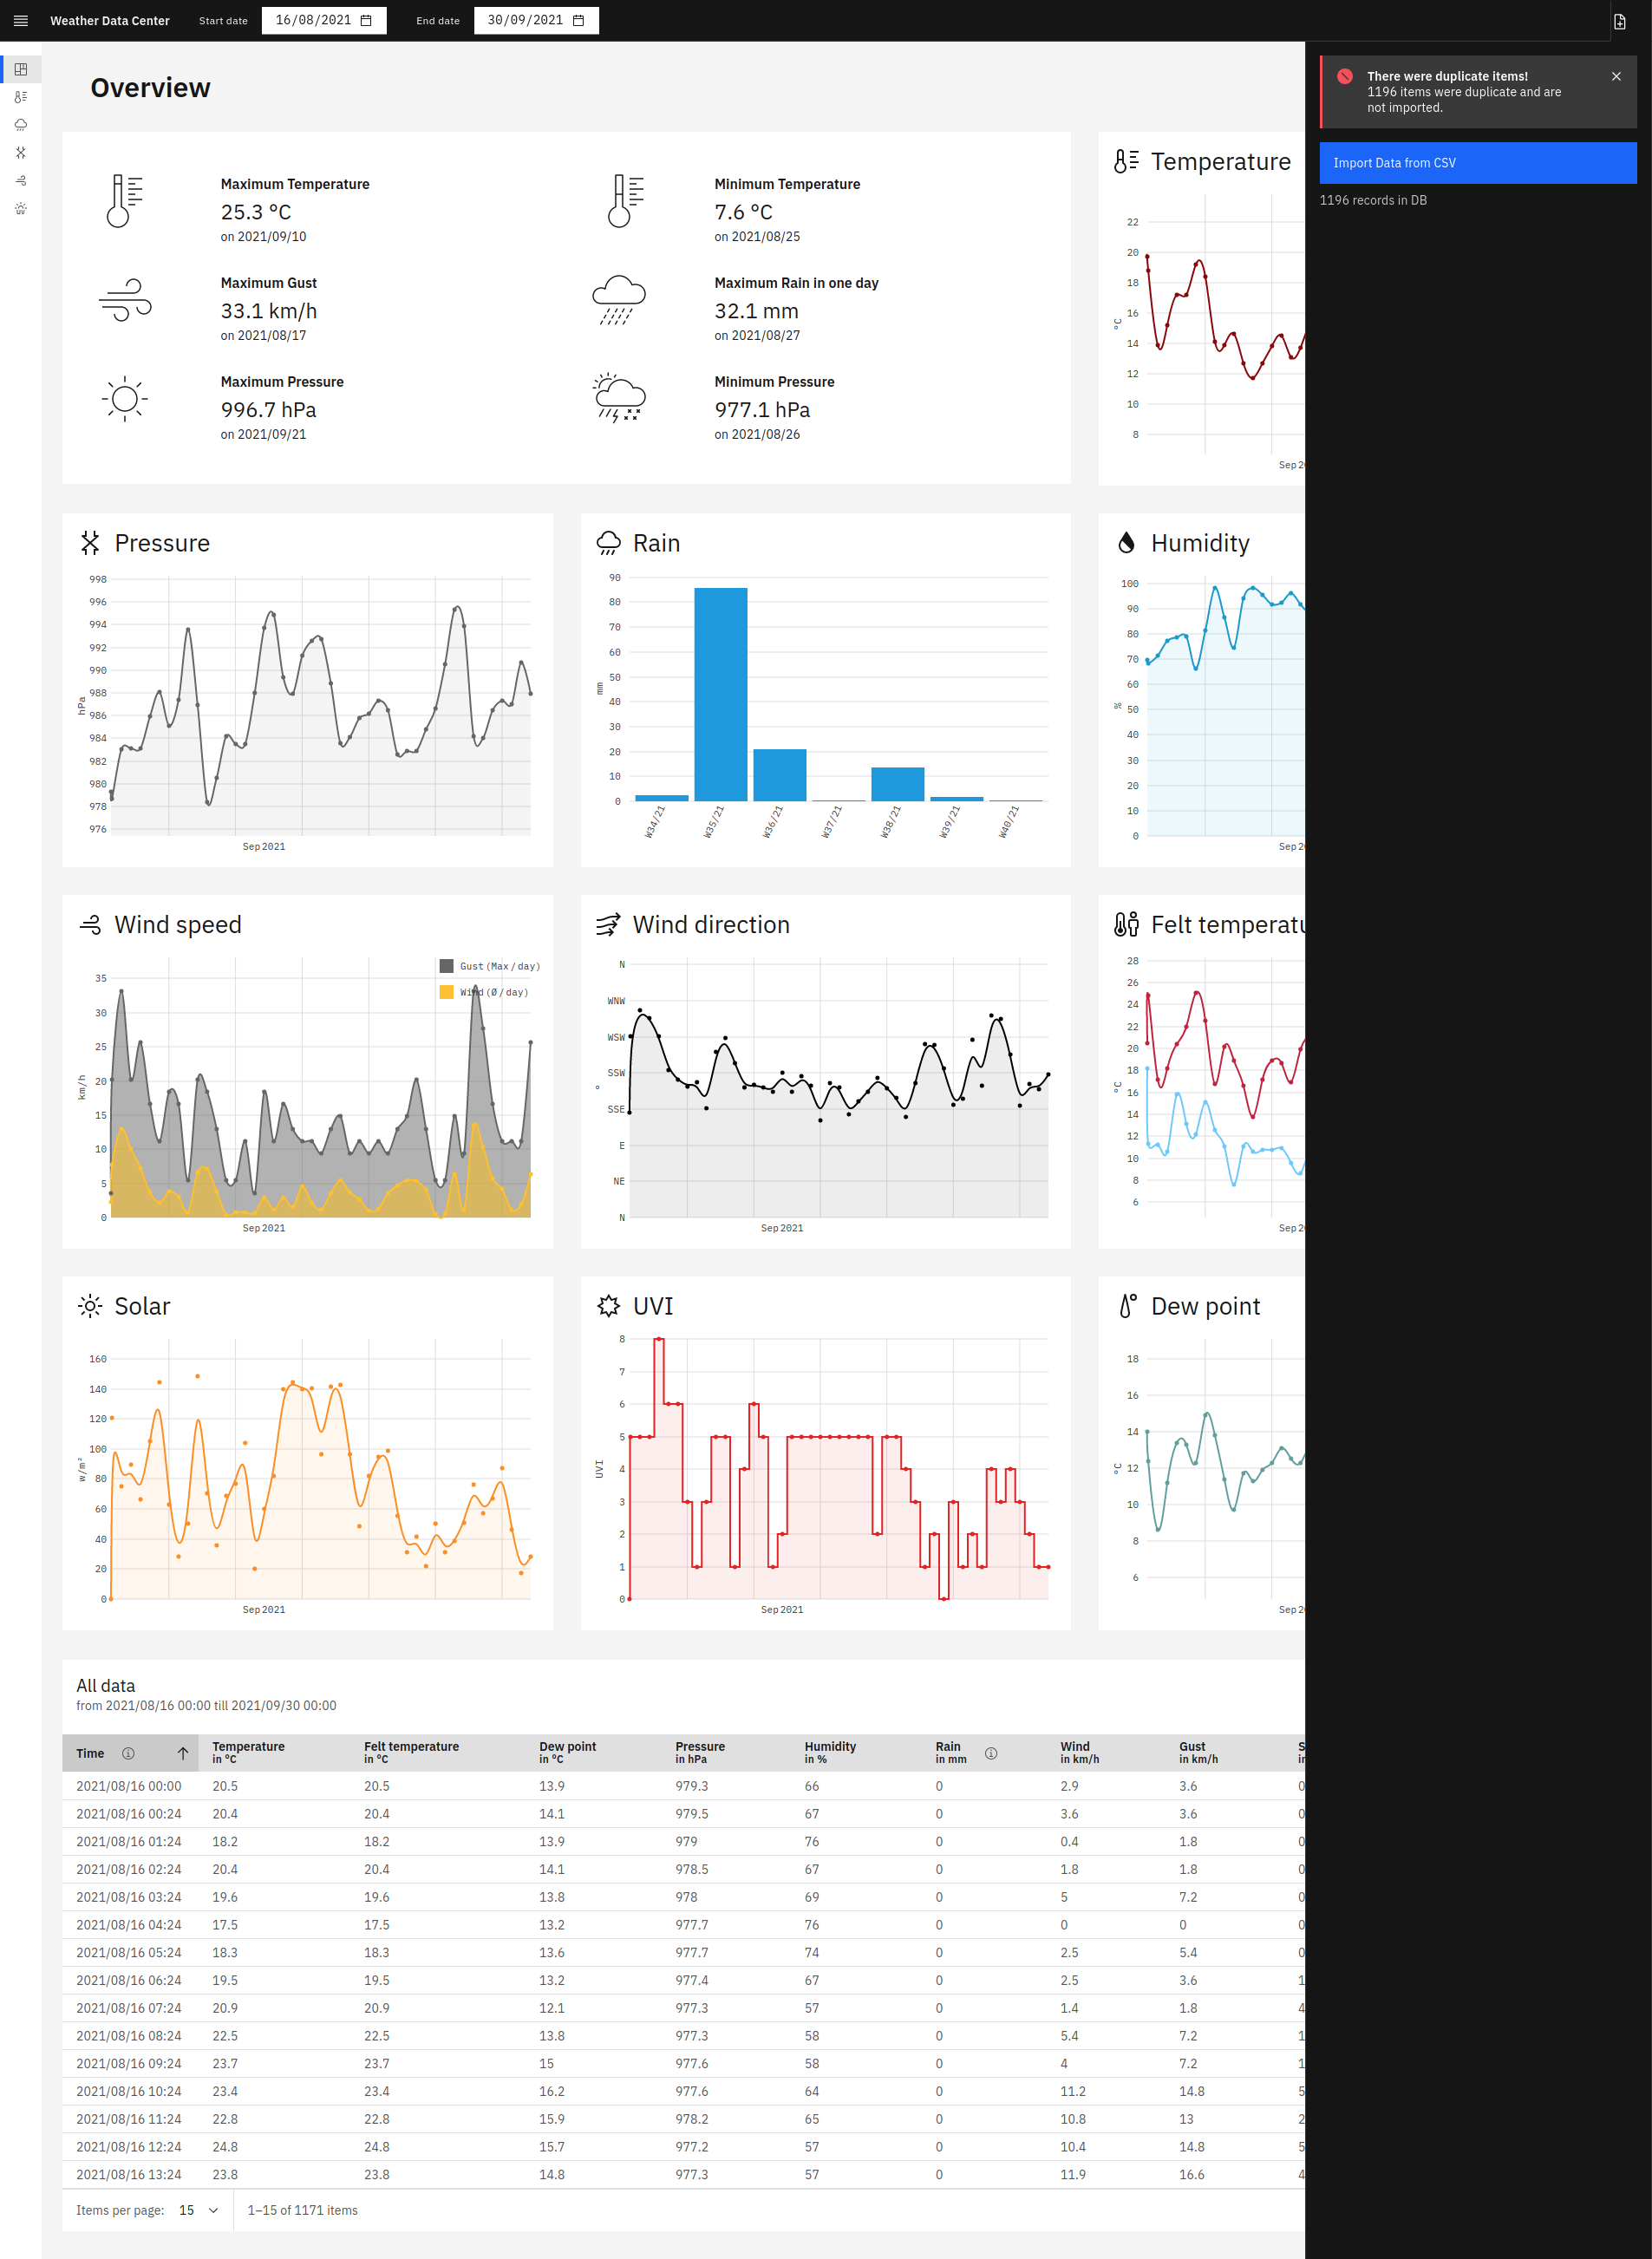 Weather Data Center Start date 16/08/2021 End date 30/09/2021
Overview
There were duplicate items!
1196 items were duplicate and are
not imported.
Import Data from CSV
1196 records in DB
Maximum Temperature
25.3 °C
on 2021/09/10
Minimum Temperature
7.6 °C
on 2021/08/25
Maximum Gust
33.1 km/h
on 2021/08/17
Maximum Rain in one day
32.1 mm
on 2021/08/27
Maximum Pressure
996.7 hPa
on 2021/09/21
Minimum Pressure
977.1 hPa
on 2021/08/26
Temperature
°C
22
20
18
16
14
12
10
8
Sep 2
Pressure
hPa
998
996
994
992
990
988
986
984
982
980
978
976
Sep 2021
Rain
mm
90
80
70
60
50
40
30
20
10
0
W34/21 W35/21 W36/21 W37/21 W38/21 W39/21 W40/21
Humidity
%
100
90
80
70
60
50
40
30
20
10
0
Sep 2
Wind speed
Gust (Max / day)
Wind (Ø / day)
km/h
35
30
25
20
15
10
5
0
Sep 2021
Wind direction
°
N
WNW
WSW
SSW
SSE
E
NE
N
Sep 2021
Felt temperatu
°C
28
26
24
22
20
18
16
14
12
10
8
6
Sep 2
Solar
w/m²
160
140
120
100
80
60
40
20
0
Sep 2021
UVI
UVI
8
7
6
5
4
3
2
1
0
Sep 2021
Dew point
°C
18
16
14
12
10
8
6
Sep 2
All data
from 2021/08/16 00:00 till 2021/09/30 00:00
Time Temperature Felt temperature Dew point Pressure Humidity Rain Wind Gust S
in °C in °C in °C in hPa in % in mm in km/h in km/h in
2021/08/16 00:00 20.5 20.5 13.9 979.3 66 0 2.9 3.6 0
2021/08/16 00:24 20.4 20.4 14.1 979.5 67 0 3.6 3.6 0
2021/08/16 01:24 18.2 18.2 13.9 979 76 0 0.4 1.8 0
2021/08/16 02:24 20.4 20.4 14.1 978.5 67 0 1.8 1.8 0
2021/08/16 03:24 19.6 19.6 13.8 978 69 0 5 7.2 0
2021/08/16 04:24 17.5 17.5 13.2 977.7 76 0 0 0 0
2021/08/16 05:24 18.3 18.3 13.6 977.7 74 0 2.5 5.4 0
2021/08/16 06:24 19.5 19.5 13.2 977.4 67 0 2.5 3.6 1
2021/08/16 07:24 20.9 20.9 12.1 977.3 57 0 1.4 1.8 4
2021/08/16 08:24 22.5 22.5 13.8 977.3 58 0 5.4 7.2 1
2021/08/16 09:24 23.7 23.7 15 977.6 58 0 4 7.2 1
2021/08/16 10:24 23.4 23.4 16.2 977.6 64 0 11.2 14.8 5
2021/08/16 11:24 22.8 22.8 15.9 978.2 65 0 10.8 13 2
2021/08/16 12:24 24.8 24.8 15.7 977.2 57 0 10.4 14.8 5
2021/08/16 13:24 23.8 23.8 14.8 977.3 57 0 11.9 16.6 4
Items per page: 15 1–15 of 1171 items